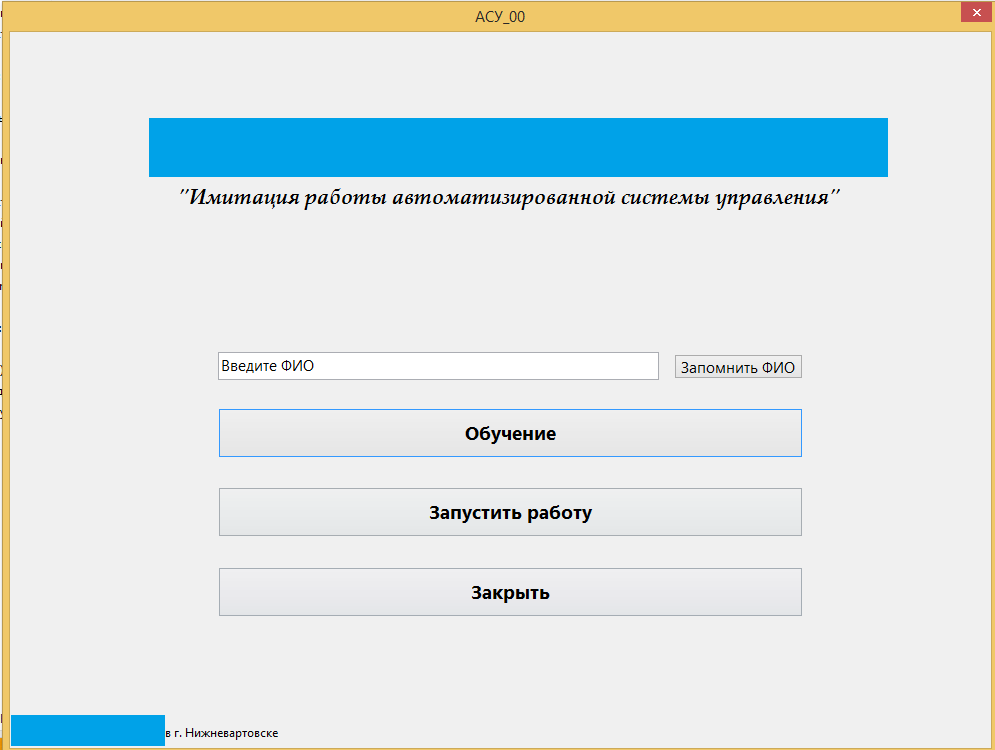 АСУ_00
"Имитация работы автоматизированной системы управления"
Введите ФИО
Запомнить ФИО
Обучение
Запустить работу
Закрыть
в г. Нижневартовске